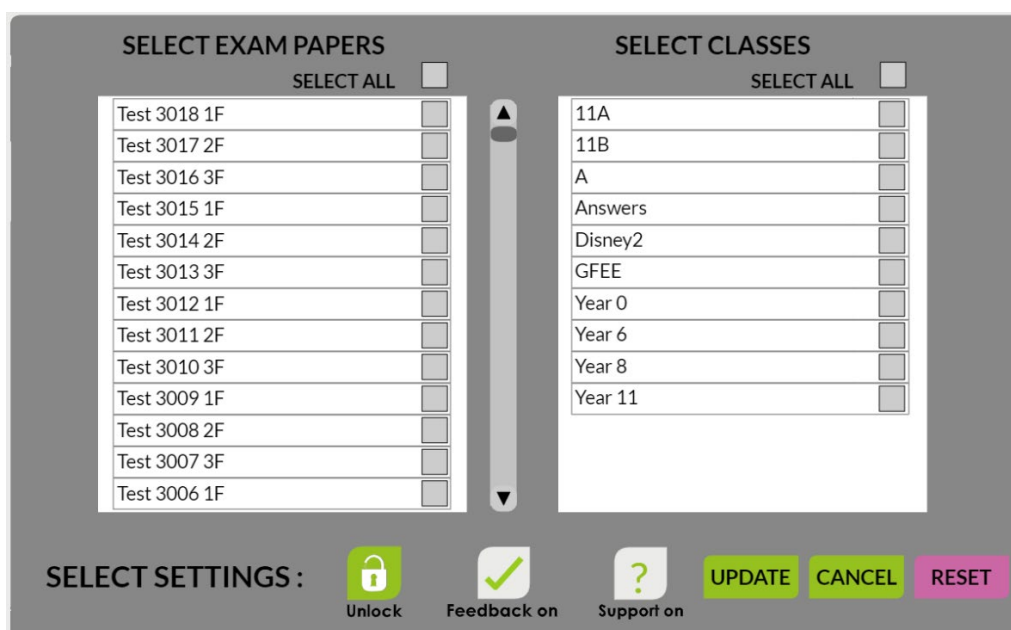 SELECT EXAM PAPERS
SELECT ALL
Test 3018 1F
Test 3017 2F
Test 3016 3F
Test 3015 1F
Test 3014 2F
Test 3013 3F
Test 3012 1F
Test 3011 2F
Test 3010 3F
Test 3009 1F
Test 3008 2F
Test 3007 3F
Test 3006 1F
SELECT CLASSES
SELECT ALL
11A
11B
A
Answers
Disney2
GFEE
Year 0
Year 6
Year 8
Year 11
SELECT SETTINGS :
Unlock
Feedback on
?
Support on
UPDATE
CANCEL
RESET